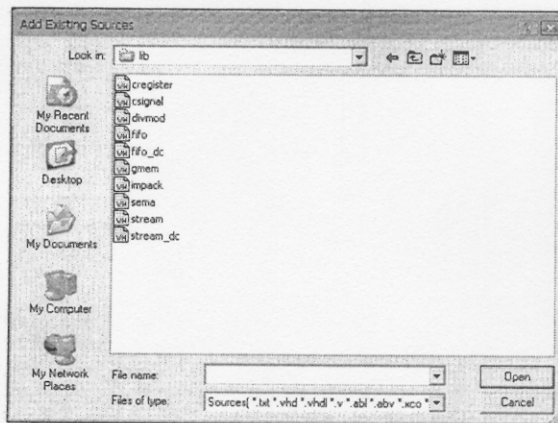 Add Existing Sources
Look in: lib
cregister
csignal
divmod
fifo
fifo_dc
gmem
impack
sema
stream
stream_dc
My Recent
Documents
Desktop
My Documents
My Computer
My Network
Places
File name:
Open
Files of type: Sources( *.txt *.vhd *.vhdl *.v *.abl *.abv *.xco *.
Cancel